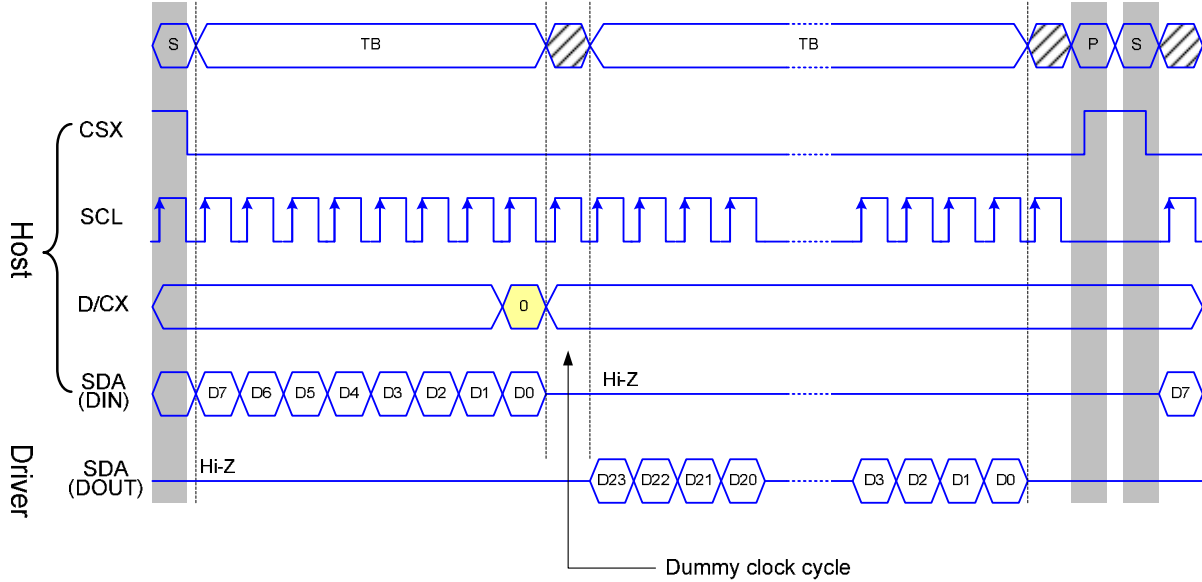 S TB TB P S
CSX
SCL
D/CX 0
SDA
(DIN) D7 D6 D5 D4 D3 D2 D1 D0 Hi-Z D7
SDA
(DOUT) Hi-Z D23 D22 D21 D20 D3 D2 D1 D0
Host
Driver
Dummy clock cycle